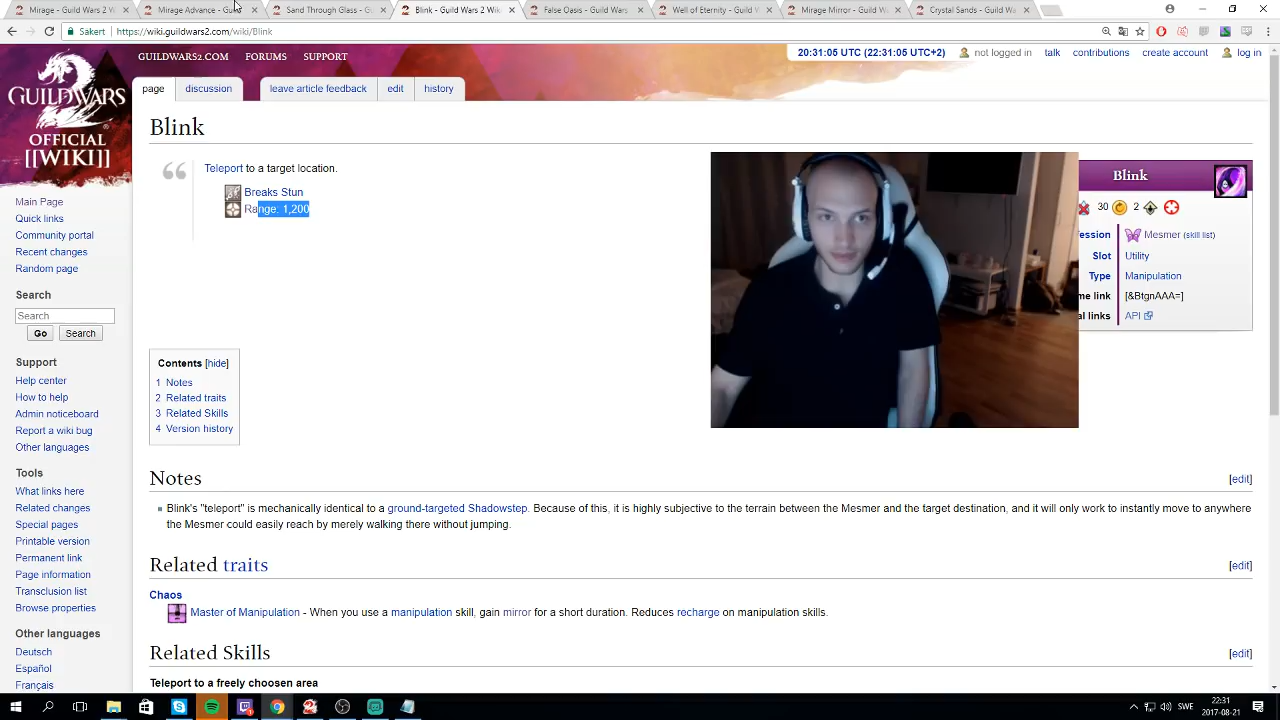 Mirage - Guild Wars 2 W
Mirage Advance - G
Sand Through Glass - Gu
Blink - Guild Wars 2 Wik
False Oasis - Guild Wars
Well of Eternity - Guild W
Mirage Mirror - Guild Wa
Crystal Sands - Guild Wa
Säkert
https://wiki.guildwars2.com/wiki/Blink
GUILDWARS2.COM FORUMS SUPPORT
20:31:05 UTC (22:31:05 UTC+2) not logged in talk contributions create account log in
page discussion leave article feedback edit history
GUILD WARS
OFFICIAL
[[WIKI]]
Main Page
Quick links
Community portal
Recent changes
Random page
Search
Search
Go Search
Support
Help center
How to help
Admin noticeboard
Report a wiki bug
Other languages
Tools
What links here
Related changes
Special pages
Printable version
Permanent link
Page information
Transclusion list
Browse properties
Other languages
Deutsch
Español
Français
Blink
Teleport to a target location.
Breaks Stun
Range: 1,200
Blink
30 2
ession Mesmer (skill list)
Slot Utility
Type Manipulation
me link [&BtgnAAA=]
al links API
Contents [hide]
1 Notes
2 Related traits
3 Related Skills
4 Version history
Notes [edit]
Blink's "teleport" is mechanically identical to a ground-targeted Shadowstep. Because of this, it is highly subjective to the terrain between the Mesmer and the target destination, and it will only work to instantly move to anywhere
the Mesmer could easily reach by merely walking there without jumping.
Related traits [edit]
Chaos
Master of Manipulation - When you use a manipulation skill, gain mirror for a short duration. Reduces recharge on manipulation skills.
Related Skills [edit]
Teleport to a freely choosen area
SWE
22:31
2017-08-21